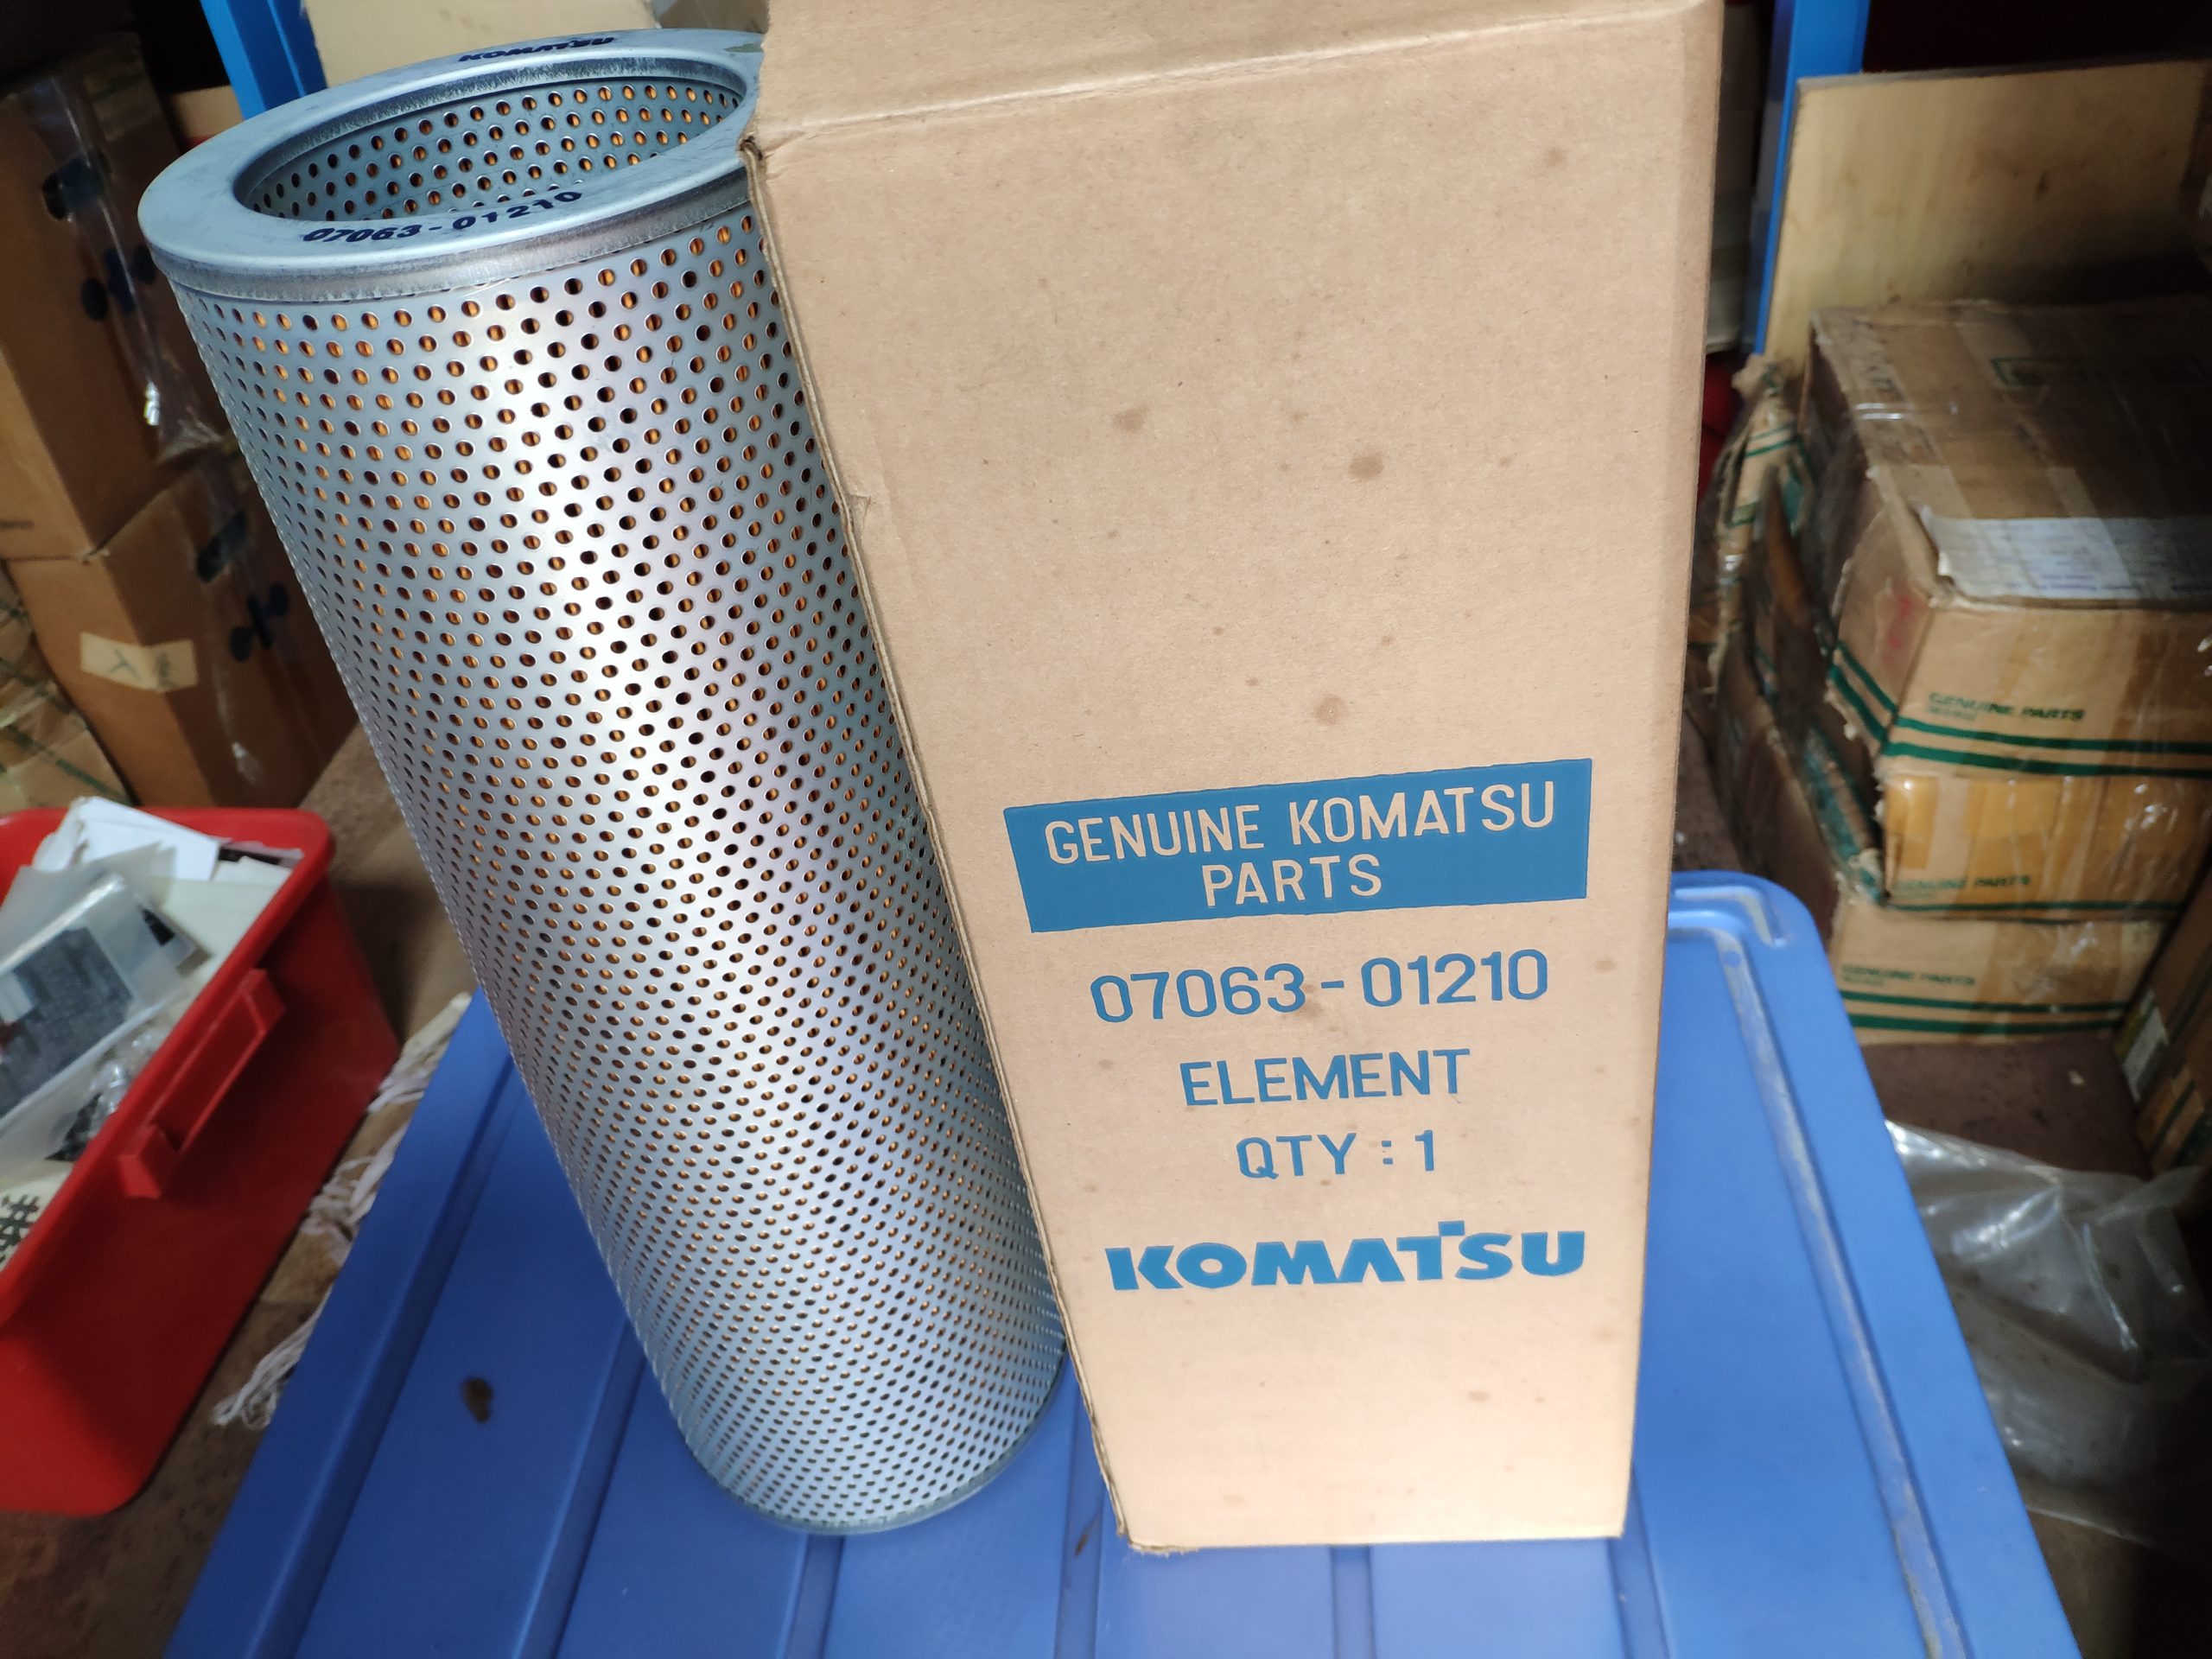 KOMATSU
07063-01210
GENUINE KOMATSU
PARTS
07063-01210
ELEMENT
QTY : 1
KOMATSU
GENUINE PARTS
GENUINE PARTS
GENUINE PARTS